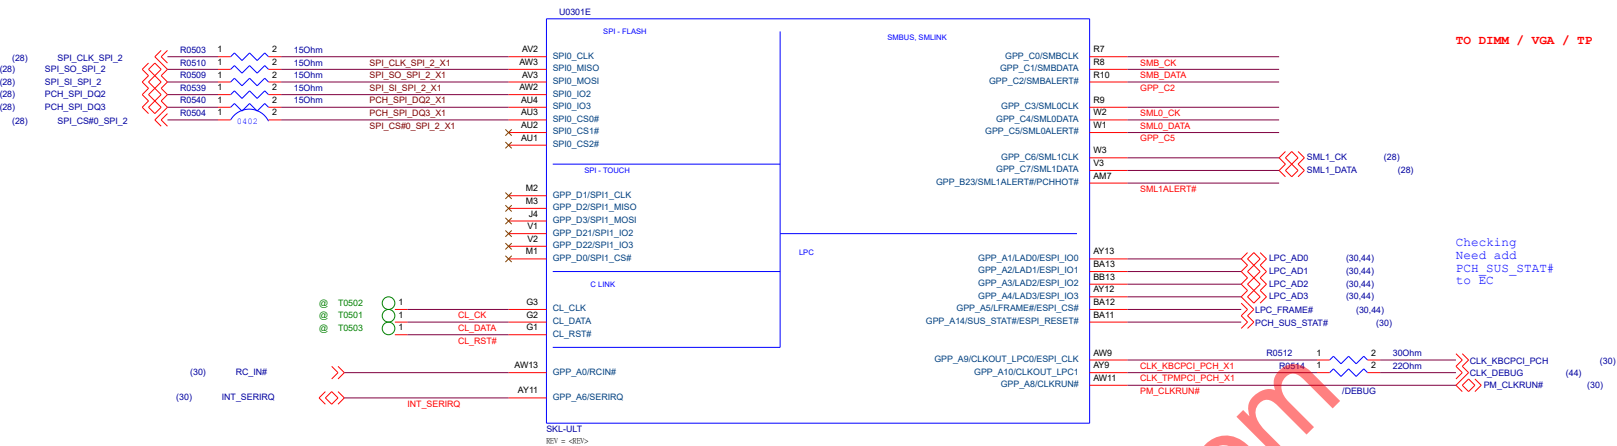 U0301E
SPI - FLASH
SMBUS, SMLINK
TO DIMM / VGA / TP
(28) SPI_CLK_SPI_2 R0503 1 2 15Ohm AV2 SPI0_CLK
(28) SPI_SO_SPI_2 R0510 1 2 15Ohm SPI_CLK_SPI_2_X1 AW3 SPI0_MISO
(28) SPI_SI_SPI_2 R0509 1 2 15Ohm SPI_SO_SPI_2_X1 AV3 SPI0_MOSI
(28) PCH_SPI_DQ2 R0539 1 2 15Ohm SPI_SI_SPI_2_X1 AW2 SPI0_IO2
(28) PCH_SPI_DQ3 R0540 1 2 15Ohm PCH_SPI_DQ2_X1 AU4 SPI0_IO3
(28) SPI_CS#0_SPI_2 R0504 1 2 PCH_SPI_DQ3_X1 AU3 SPI0_CS0#
0402 SPI_CS#0_SPI_2_X1 AU2 SPI0_CS1#
AU1 SPI0_CS2#
GPP_C0/SMBCLK R7
GPP_C1/SMBDATA R8 SMB_CK
GPP_C2/SMBALERT# R10 SMB_DATA
GPP_C2
GPP_C3/SML0CLK R9
GPP_C4/SML0DATA W2 SML0_CK
GPP_C5/SML0ALERT# W1 SML0_DATA
GPP_C5
GPP_C6/SML1CLK W3 SML1_CK (28)
GPP_C7/SML1DATA V3 SML1_DATA (28)
GPP_B23/SML1ALERT#/PCHHOT# AM7
SML1ALERT#
SPI - TOUCH
M2 GPP_D1/SPI1_CLK
M3 GPP_D2/SPI1_MISO
J4 GPP_D3/SPI1_MOSI
V1 GPP_D21/SPI1_IO2
V2 GPP_D22/SPI1_IO3
M1 GPP_D0/SPI1_CS#
LPC
GPP_A1/LAD0/ESPI_IO0 AY13 LPC_AD0 (30,44)
GPP_A2/LAD1/ESPI_IO1 BA13 LPC_AD1 (30,44)
GPP_A3/LAD2/ESPI_IO2 BB13 LPC_AD2 (30,44)
GPP_A4/LAD3/ESPI_IO3 AY12 LPC_AD3 (30,44)
GPP_A5/LFRAME#/ESPI_CS# BA12 LPC_FRAME# (30,44)
GPP_A14/SUS_STAT#/ESPI_RESET# BA11 PCH_SUS_STAT# (30)
Checking
Need add
PCH_SUS_STAT#
to EC
C LINK
@ T0502 1 G3 CL_CLK
@ T0501 1 CL_CK G2 CL_DATA
@ T0503 1 CL_DATA G1 CL_RST#
CL_RST#
(30) RC_IN# AW13 GPP_A0/RCIN#
(30) INT_SERIRQ INT_SERIRQ AY11 GPP_A6/SERIRQ
GPP_A9/CLKOUT_LPC0/ESPI_CLK AW9 R0512 1 2 30Ohm CLK_KBCPCI_PCH (30)
GPP_A10/CLKOUT_LPC1 AY9 CLK_KBCPCI_PCH_X1 R0514 1 2 22Ohm CLK_DEBUG (44)
GPP_A8/CLKRUN# AW11 CLK_TPMPCI_PCH_X1 PM_CLKRUN# (30)
PM_CLKRUN# /DEBUG
SKL-ULT
REV = <REV>
om